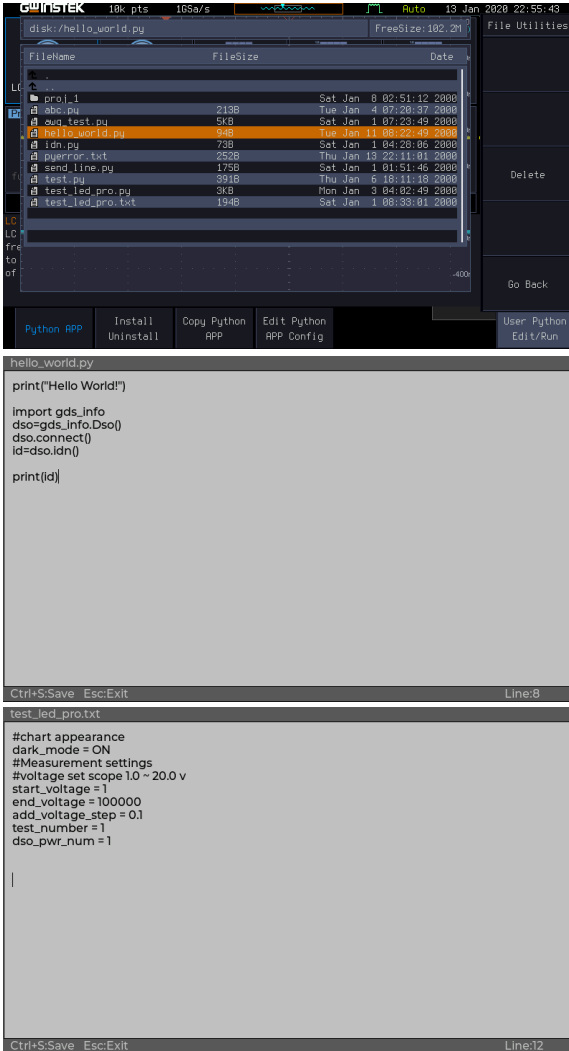 GWINSTEK 10k pts 1GSa/s Auto 13 Jan 2020 22:55:43
disk:/hello_world.py FreeSize:102.2M
File Utilities
FileName FileSize Date
.
..
proj_1 Sat Jan 8 02:51:12 2000
abc.py 213B Tue Jan 4 07:20:37 2000
awg_test.py 5KB Sat Jan 1 07:23:49 2000
hello_world.py 94B Tue Jan 11 08:22:49 2000
idn.py 73B Sat Jan 1 04:28:06 2000
pyerror.txt 252B Thu Jan 13 22:11:01 2000
send_line.py 175B Sat Jan 1 01:51:46 2000
test.py 391B Thu Jan 6 18:11:18 2000
test_led_pro.py 3KB Mon Jan 3 04:02:49 2000
test_led_pro.txt 194B Sat Jan 1 08:33:01 2000
Delete
LC
LC
fre
to
of
-400m
Go Back
Python APP
Install
Uninstall
Copy Python
APP
Edit Python
APP Config
User Python
Edit/Run
hello_world.py
print("Hello World!")
import gds_info
dso=gds_info.Dso()
dso.connect()
id=dso.idn()
print(id)
Ctrl+S:Save Esc:Exit Line:8
test_led_pro.txt
#chart appearance
dark_mode = ON
#Measurement settings
#voltage set scope 1.0 ~ 20.0 v
start_voltage = 1
end_voltage = 100000
add_voltage_step = 0.1
test_number = 1
dso_pwr_num = 1
Ctrl+S:Save Esc:Exit Line:12